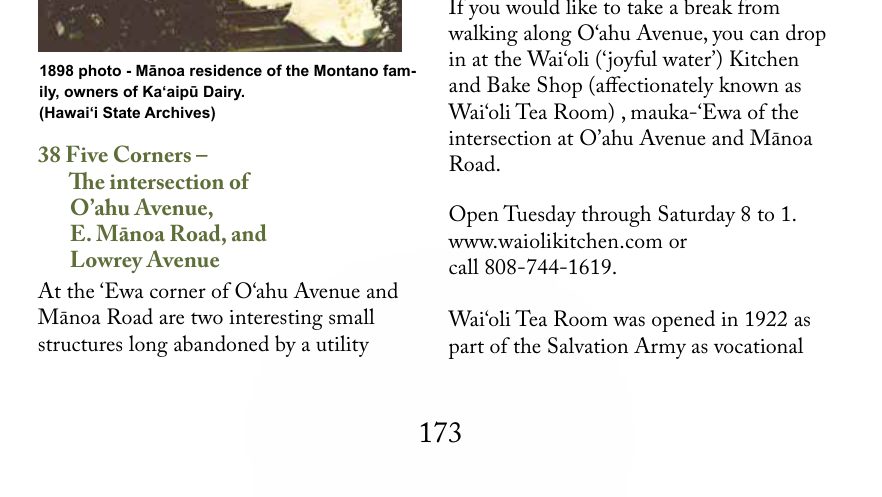 1898 photo - Mānoa residence of the Montano fam-
ily, owners of Kaʻaipū Dairy.
(Hawaiʻi State Archives)
38 Five Corners –
The intersection of
O’ahu Avenue,
E. Mānoa Road, and
Lowrey Avenue
At the ‘Ewa corner of O‘ahu Avenue and
Mānoa Road are two interesting small
structures long abandoned by a utility
If you would like to take a break from
walking along O‘ahu Avenue, you can drop
in at the Wai‘oli (‘joyful water’) Kitchen
and Bake Shop (affectionately known as
Wai‘oli Tea Room) , mauka-‘Ewa of the
intersection at O’ahu Avenue and Mānoa
Road.
Open Tuesday through Saturday 8 to 1.
www.waiolikitchen.com or
call 808-744-1619.
Wai‘oli Tea Room was opened in 1922 as
part of the Salvation Army as vocational
173